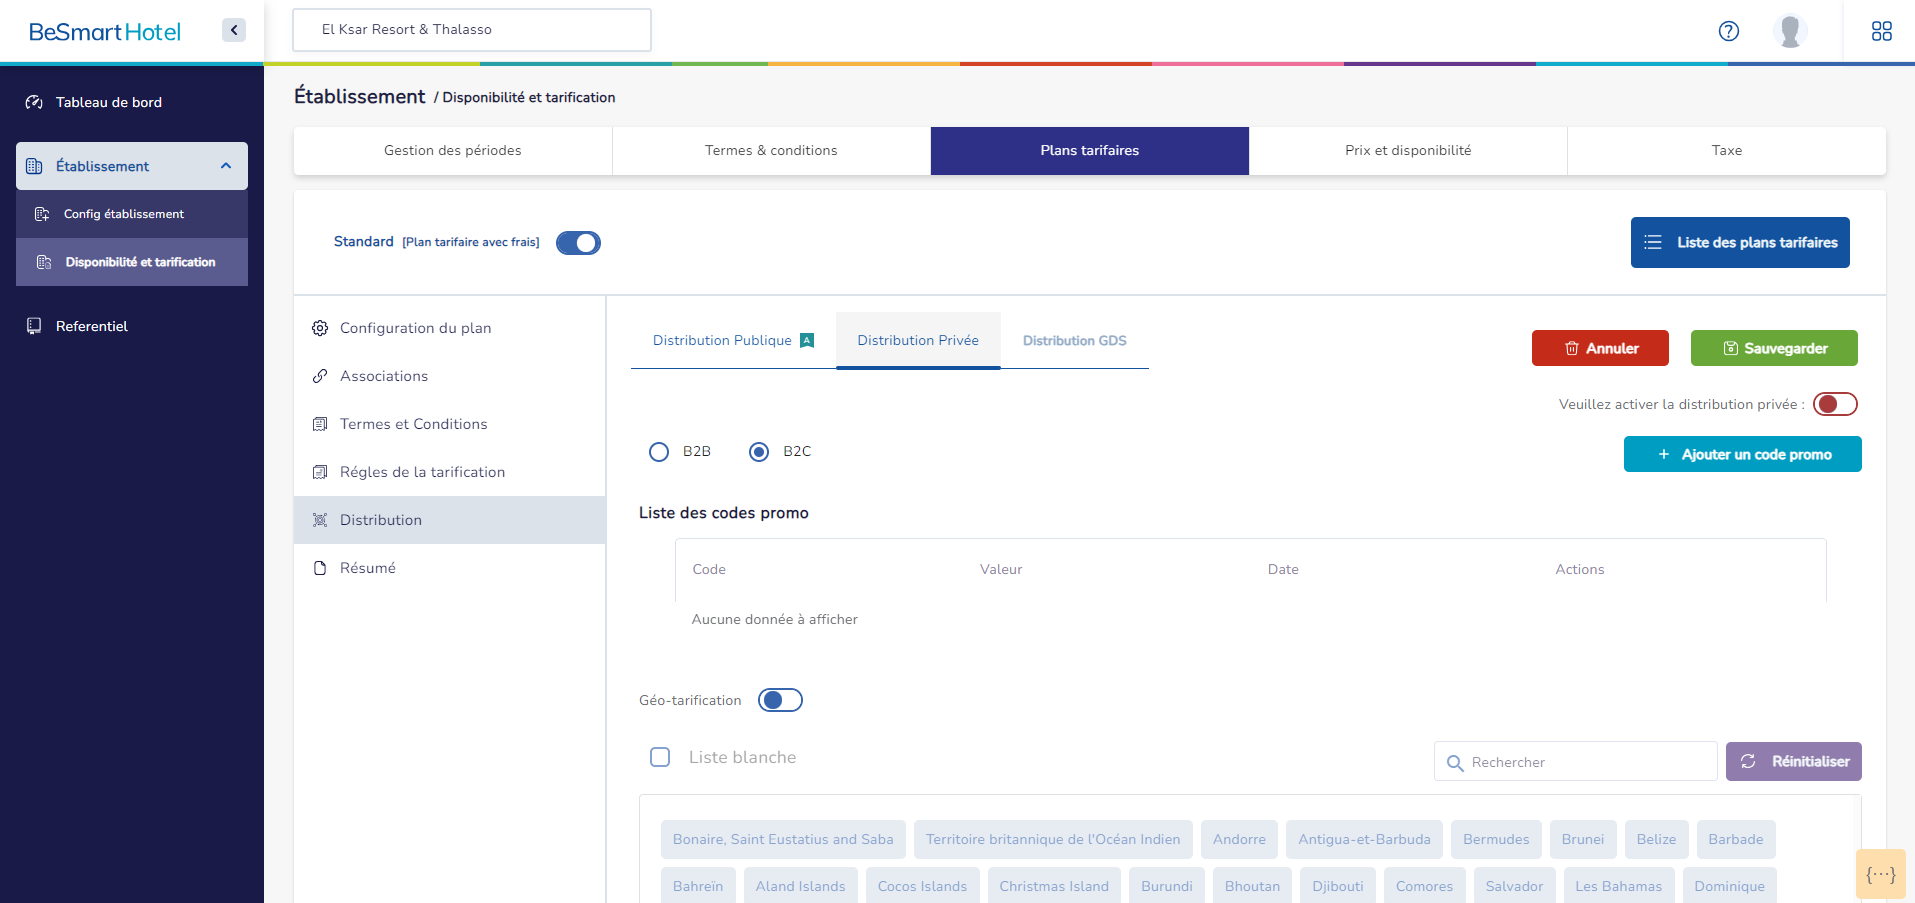 BeSmartHotel
El Ksar Resort & Thalasso
Tableau de bord
Établissement
Config établissement
Disponibilité et tarification
Referentiel
Établissement / Disponibilité et tarification
Gestion des périodes
Termes & conditions
Plans tarifaires
Prix et disponibilité
Taxe
Standard [Plan tarifaire avec frais]
Liste des plans tarifaires
Configuration du plan
Associations
Termes et Conditions
Régles de la tarification
Distribution
Résumé
Distribution Publique A
Distribution Privée
Distribution GDS
Annuler
Sauvegarder
Veuillez activer la distribution privée :
B2B
B2C
+ Ajouter un code promo
Liste des codes promo
Code
Valeur
Date
Actions
Aucune donnée à afficher
Géo-tarification
Liste blanche
Rechercher
Réinitialiser
Bonaire, Saint Eustatius and Saba
Territoire britannique de l'Océan Indien
Andorre
Antigua-et-Barbuda
Bermudes
Brunei
Belize
Barbade
Bahreïn
Aland Islands
Cocos Islands
Christmas Island
Burundi
Bhoutan
Djibouti
Comores
Salvador
Les Bahamas
Dominique
{···}